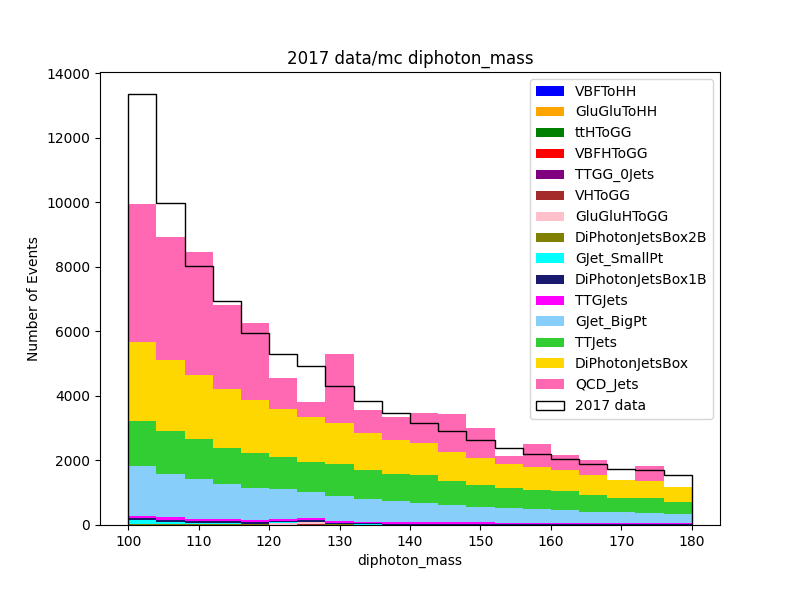 2017 data/mc diphoton_mass
Number of Events
14000
12000
10000
8000
6000
4000
2000
0
100
110
120
130
140
150
160
170
180
diphoton_mass
VBFToHH
GluGluToHH
ttHToGG
VBFHToGG
TTGG_0Jets
VHToGG
GluGluHToGG
DiPhotonJetsBox2B
GJet_SmallPt
DiPhotonJetsBox1B
TTGJets
GJet_BigPt
TTJets
DiPhotonJetsBox
QCD_Jets
2017 data